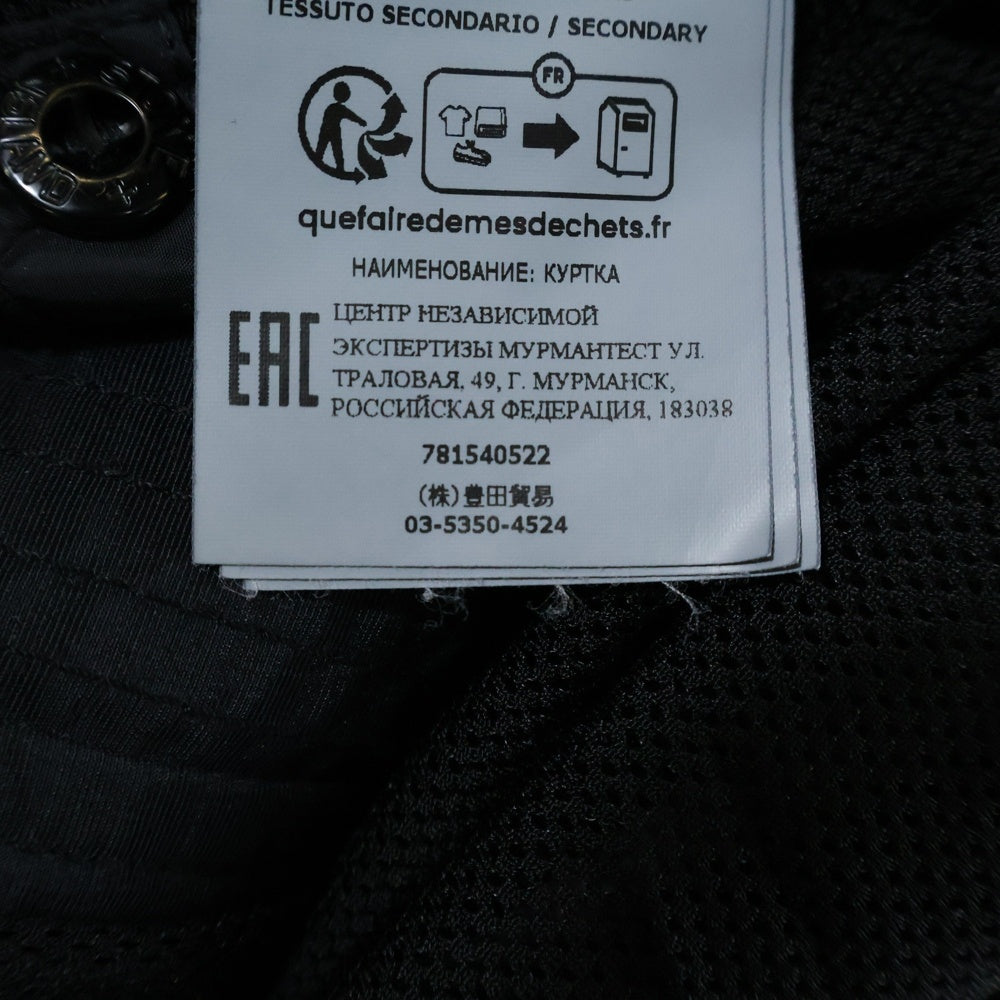 TESSUTO SECONDARIO / SECONDARY
FR
quefairedemesdechets.fr
НАИМЕНОВАНИЕ: КУРТКА
EAC
ЦЕНТР НЕЗАВИСИМОЙ
ЭКСПЕРТИЗЫ МУРМАНТЕСТ УЛ.
ТРАЛОВАЯ, 49, Г. МУРМАНСК,
РОССИЙСКАЯ ФЕДЕРАЦИЯ, 183038
781540522
(株)豊田貿易
03-5350-4524